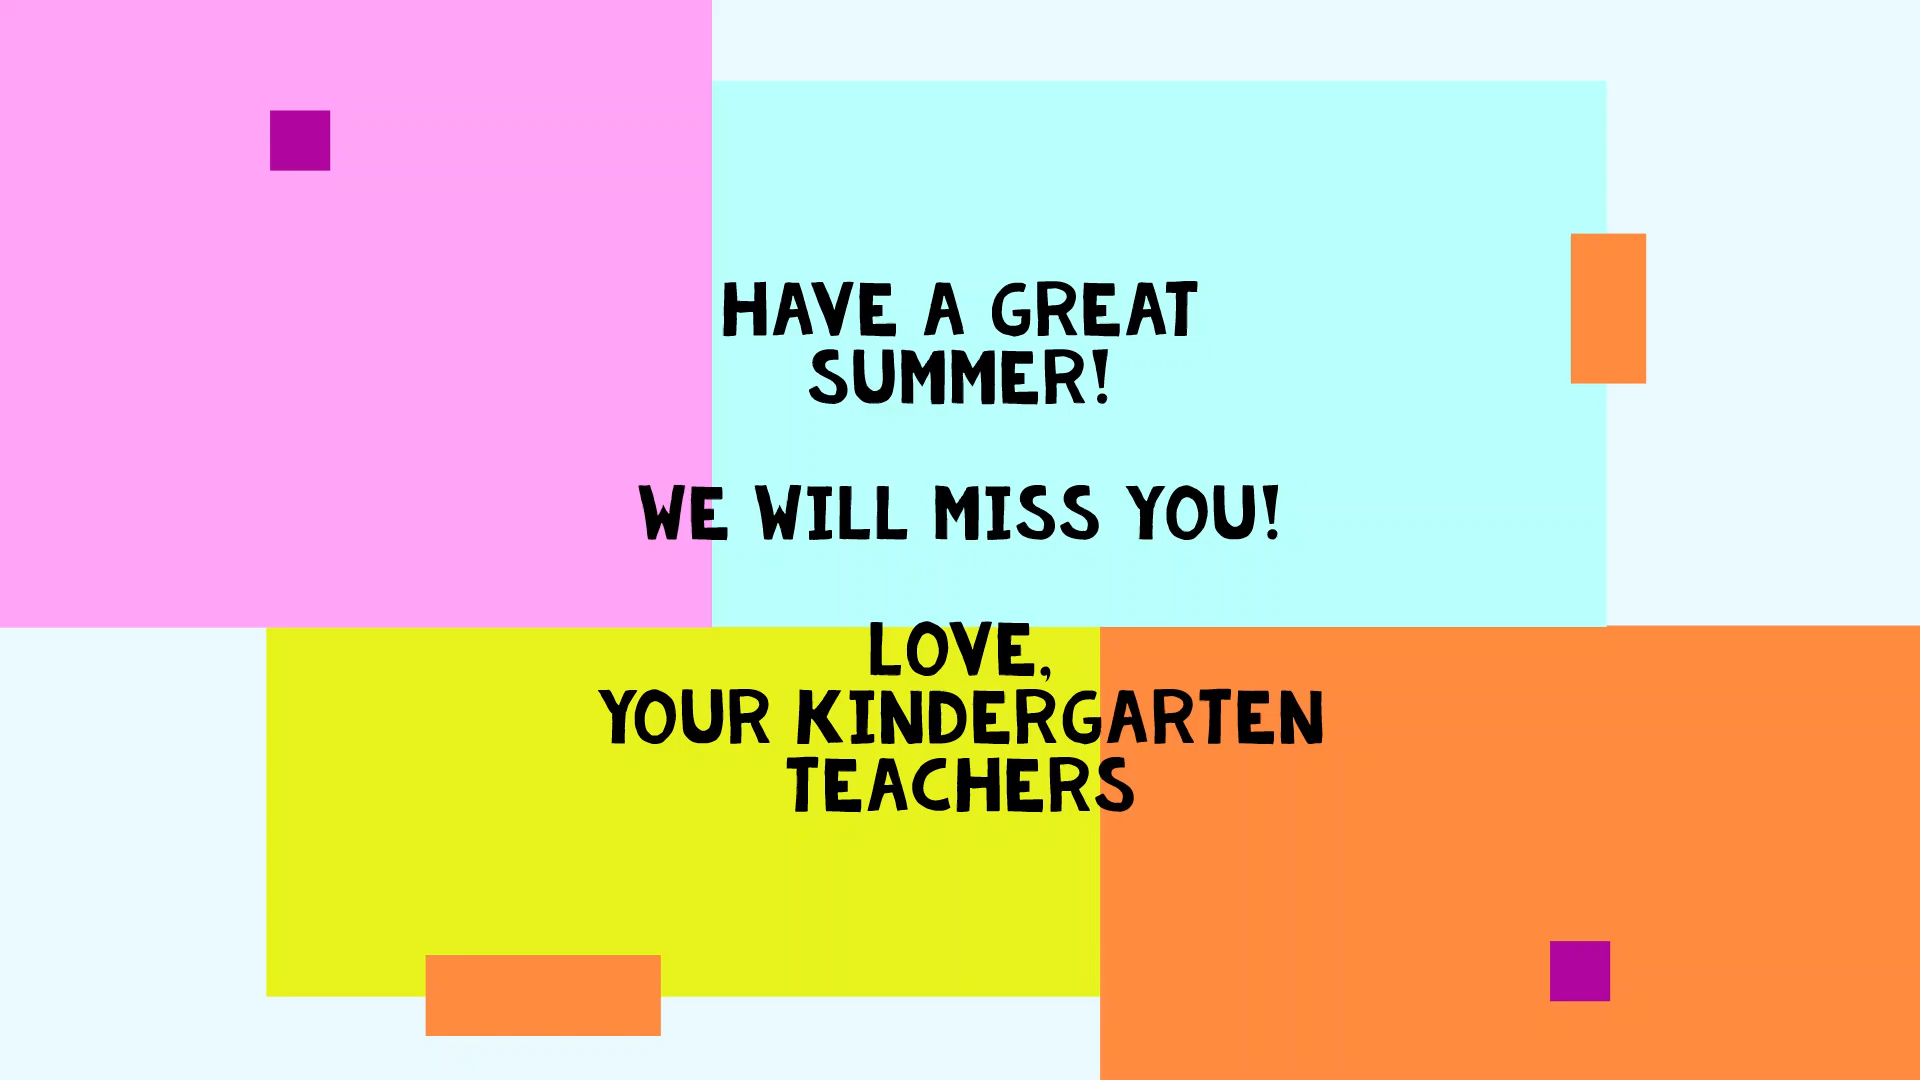 HAVE A GREAT
SUMMER!
WE WILL MISS YOU!
LOVE,
YOUR KINDERGARTEN
TEACHERS